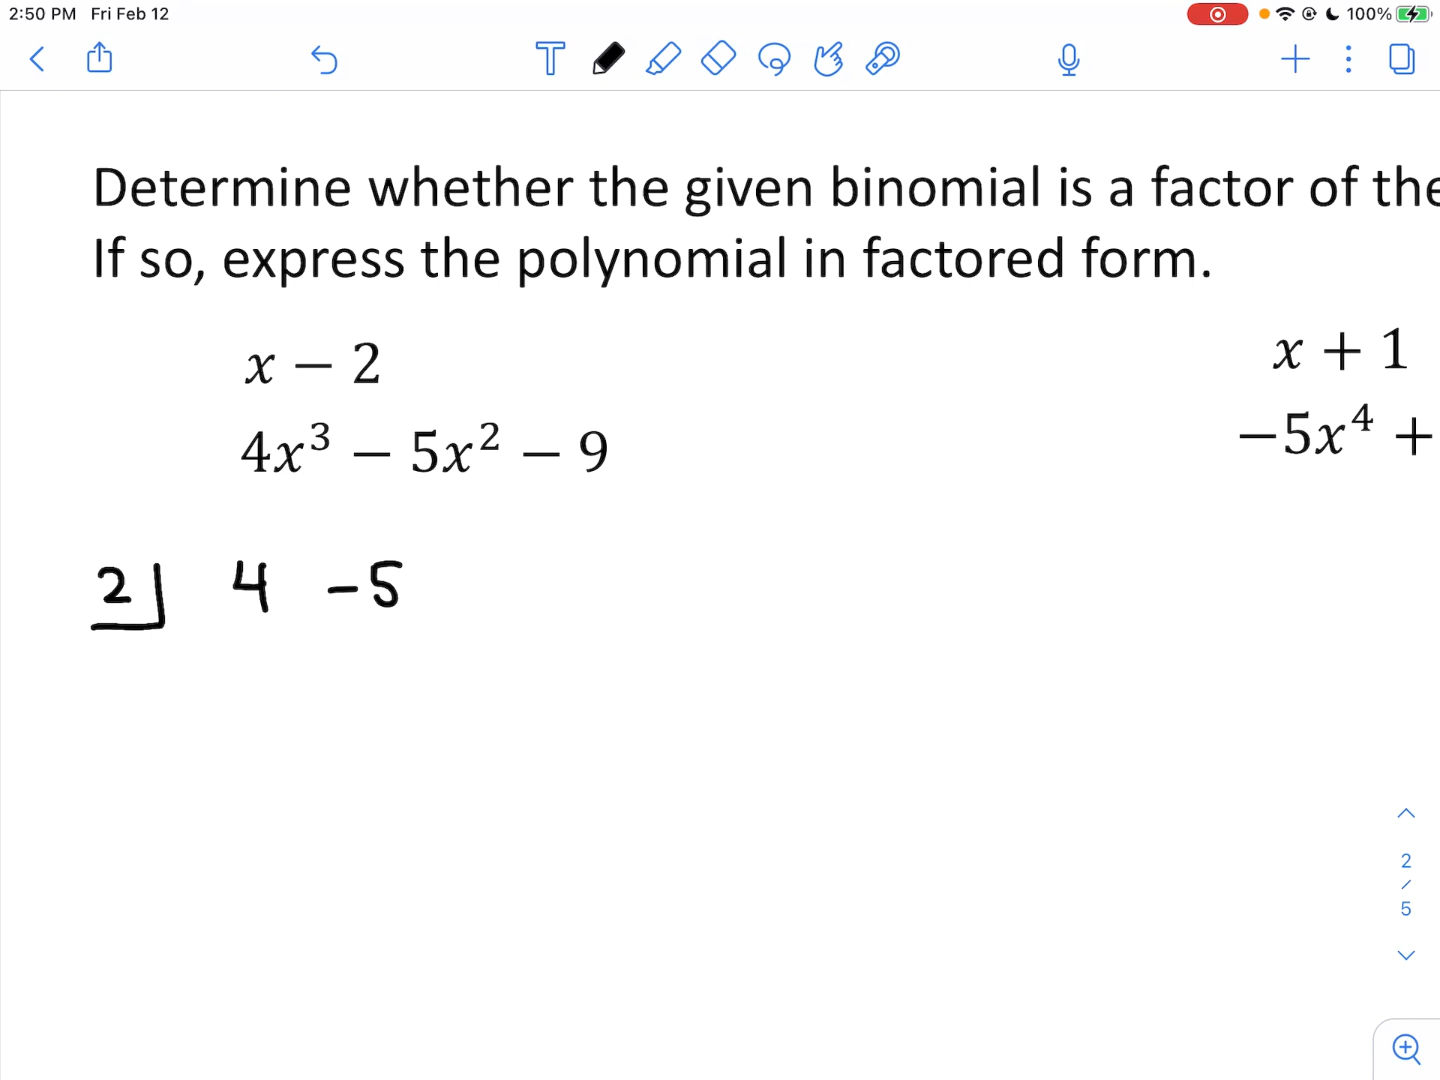 2:50 PM Fri Feb 12
100%
Determine whether the given binomial is a factor of the
If so, express the polynomial in factored form.
x − 2
x + 1
4x³ − 5x² − 9
−5x⁴ +
2 4 -5
2
/
5